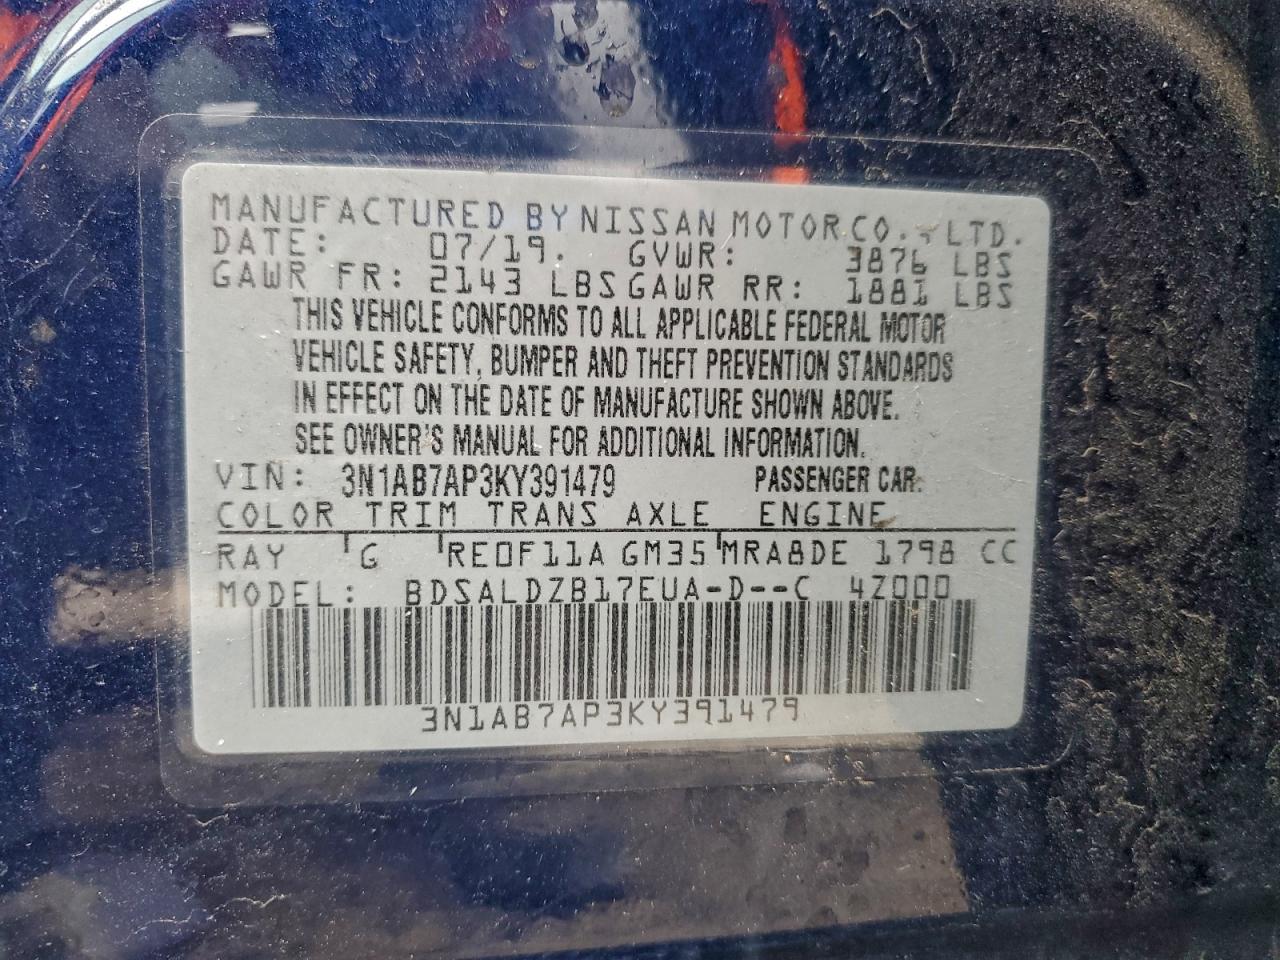 MANUFACTURED BY NISSAN MOTOR CO., LTD.
DATE: 07/19. GVWR: 3876 LBS
GAWR FR: 2143 LBS GAWR RR: 1881 LBS
THIS VEHICLE CONFORMS TO ALL APPLICABLE FEDERAL MOTOR
VEHICLE SAFETY, BUMPER AND THEFT PREVENTION STANDARDS
IN EFFECT ON THE DATE OF MANUFACTURE SHOWN ABOVE.
SEE OWNER'S MANUAL FOR ADDITIONAL INFORMATION.
VIN: 3N1AB7AP3KY391479 PASSENGER CAR.
COLOR TRIM TRANS AXLE ENGINE
RAY G RE0F11A GM35 MRA8DE 1798 CC
MODEL: BDSALDZB17EUA-D--C 4Z000
3N1AB7AP3KY391479